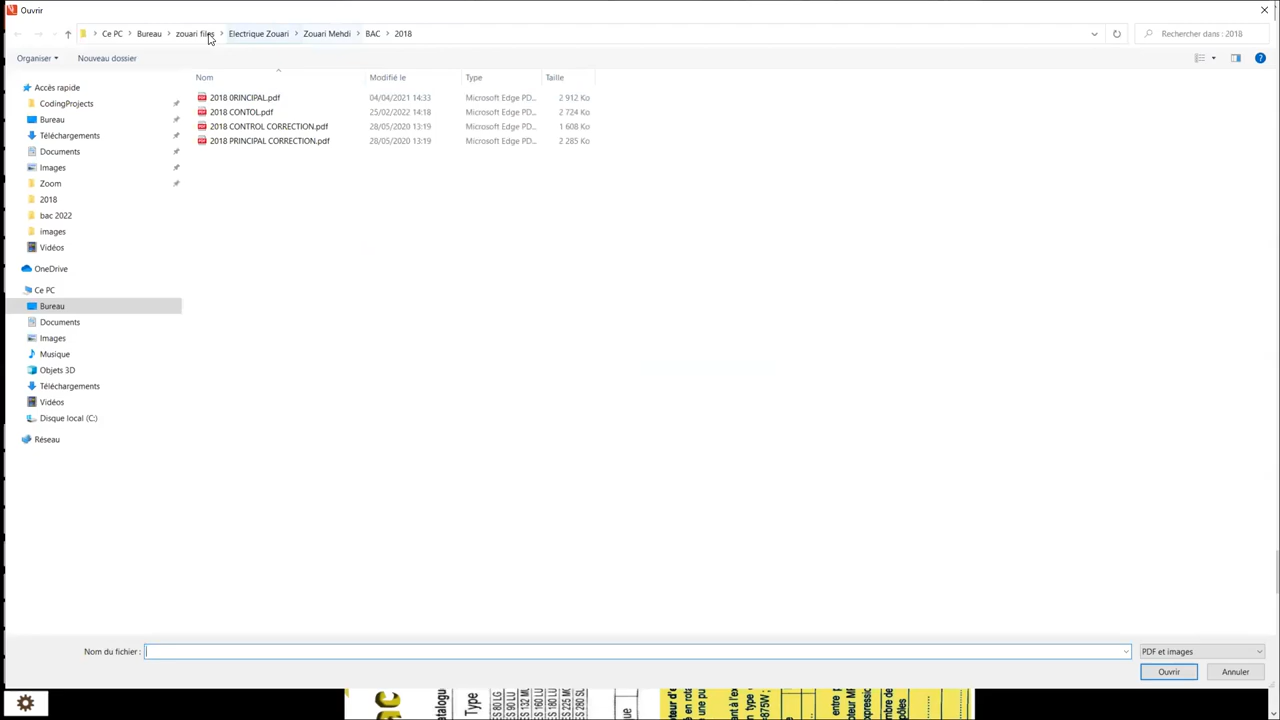 Ouvrir
Ce PC > Bureau > zouari files > Electrique Zouari > Zouari Mehdi > BAC > 2018
Rechercher dans : 2018
Organiser Nouveau dossier
Nom Modifié le Type Taille
2018 0RINCIPAL.pdf 04/04/2021 14:33 Microsoft Edge PD... 2 912 Ko
2018 CONTOL.pdf 25/02/2022 14:18 Microsoft Edge PD... 2 724 Ko
2018 CONTROL CORRECTION.pdf 28/05/2020 13:19 Microsoft Edge PD... 1 608 Ko
2018 PRINCIPAL CORRECTION.pdf 28/05/2020 13:19 Microsoft Edge PD... 2 285 Ko
Accès rapide
CodingProjects
Bureau
Téléchargements
Documents
Images
Zoom
2018
bac 2022
images
Vidéos
OneDrive
Ce PC
Bureau
Documents
Images
Musique
Objets 3D
Téléchargements
Vidéos
Disque local (C:)
Réseau
Nom du fichier :
PDF et images
Ouvrir Annuler
Type